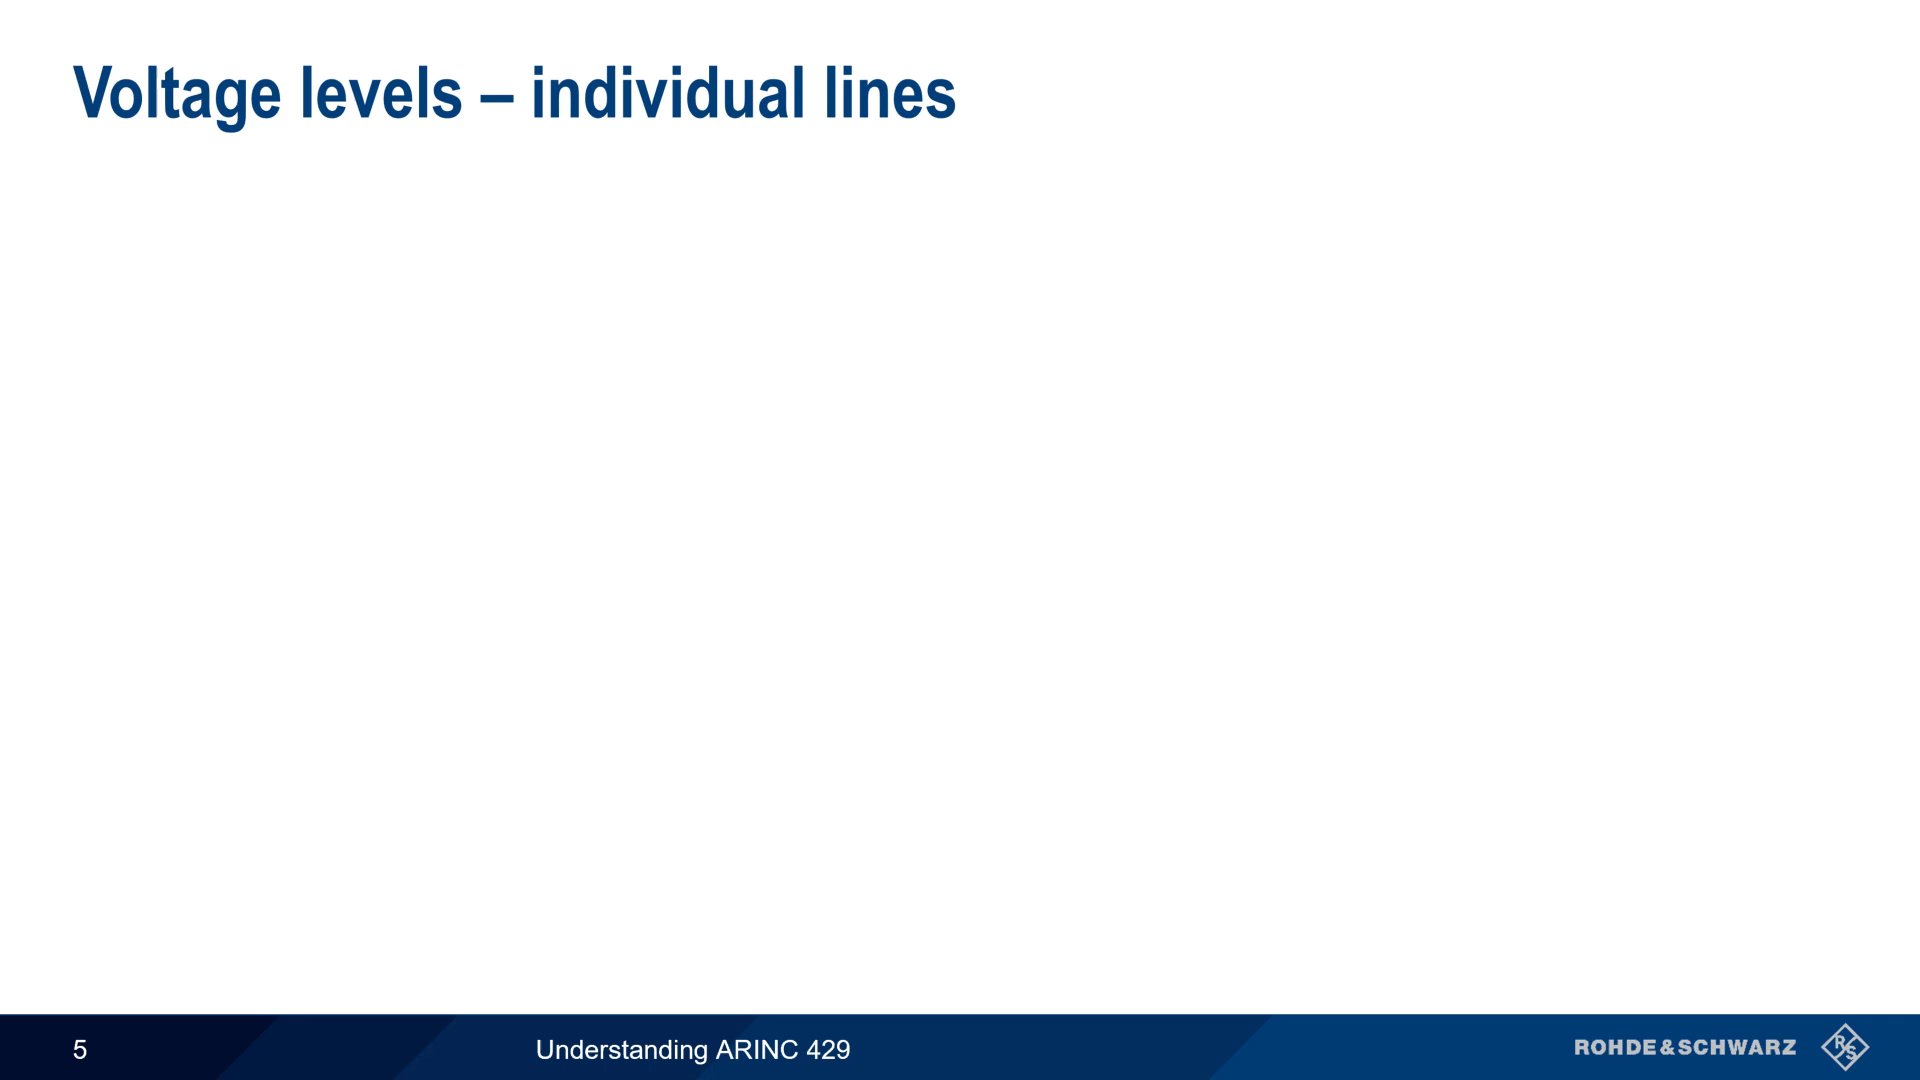 Voltage levels – individual lines
5
Understanding ARINC 429
ROHDE&SCHWARZ
R&S